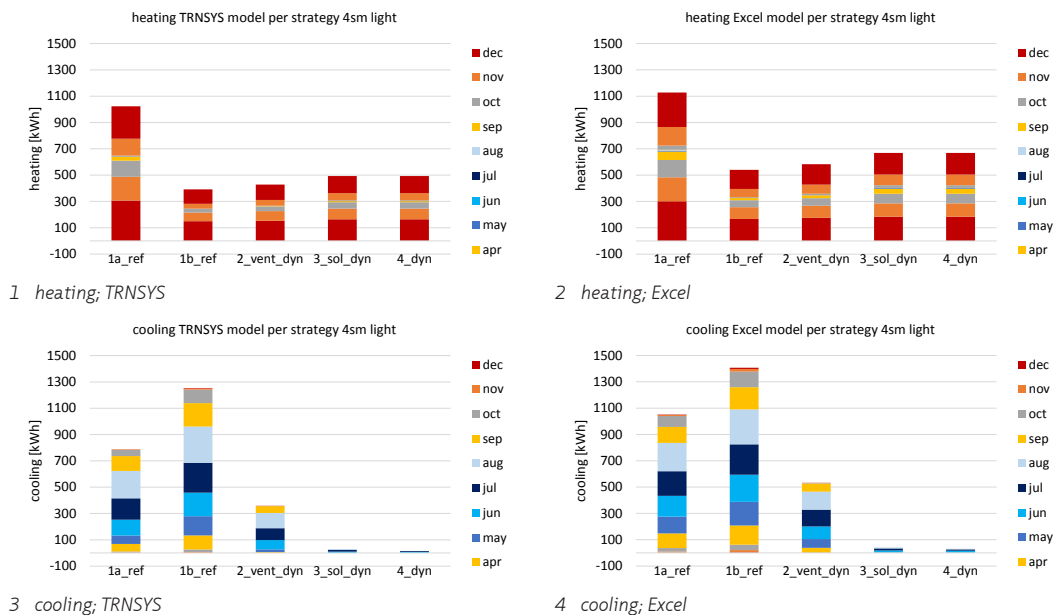 heating TRNSYS model per strategy 4sm light
heating [kWh]
1500
1300
1100
900
700
500
300
100
-100
1a_ref 1b_ref 2_vent_dyn 3_sol_dyn 4_dyn
dec
nov
oct
sep
aug
jul
jun
may
apr
1 heating; TRNSYS
heating Excel model per strategy 4sm light
heating [kWh]
1500
1300
1100
900
700
500
300
100
-100
1a_ref 1b_ref 2_vent_dyn 3_sol_dyn 4_dyn
dec
nov
oct
sep
aug
jul
jun
may
apr
2 heating; Excel
cooling TRNSYS model per strategy 4sm light
cooling [kWh]
1500
1300
1100
900
700
500
300
100
-100
1a_ref 1b_ref 2_vent_dyn 3_sol_dyn 4_dyn
dec
nov
oct
sep
aug
jul
jun
may
apr
3 cooling; TRNSYS
cooling Excel model per strategy 4sm light
cooling [kWh]
1500
1300
1100
900
700
500
300
100
-100
1a_ref 1b_ref 2_vent_dyn 3_sol_dyn 4_dyn
dec
nov
oct
sep
aug
jul
jun
may
apr
4 cooling; Excel